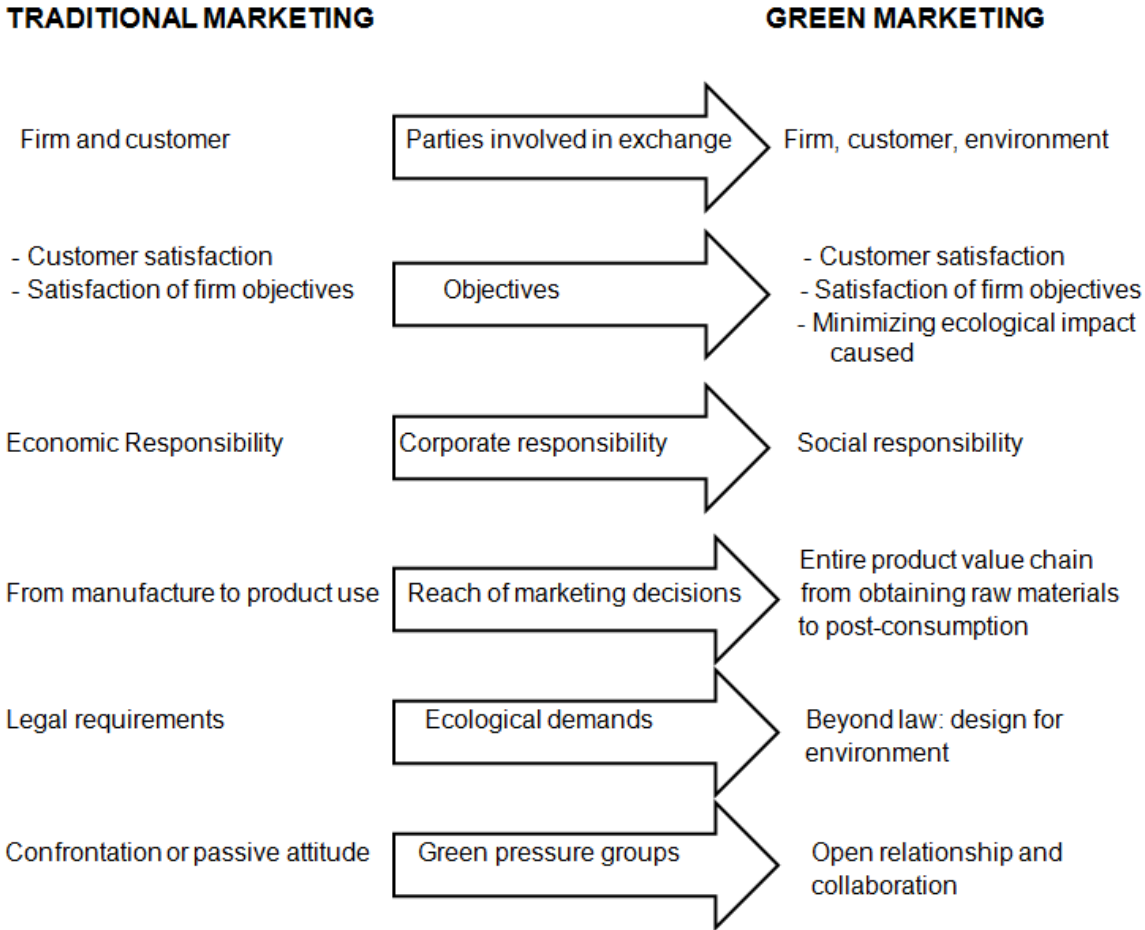 TRADITIONAL MARKETING
GREEN MARKETING
Firm and customer
Parties involved in exchange
Firm, customer, environment
- Customer satisfaction
- Satisfaction of firm objectives
Objectives
- Customer satisfaction
- Satisfaction of firm objectives
- Minimizing ecological impact
caused
Economic Responsibility
Corporate responsibility
Social responsibility
From manufacture to product use
Reach of marketing decisions
Entire product value chain
from obtaining raw materials
to post-consumption
Legal requirements
Ecological demands
Beyond law: design for
environment
Confrontation or passive attitude
Green pressure groups
Open relationship and
collaboration